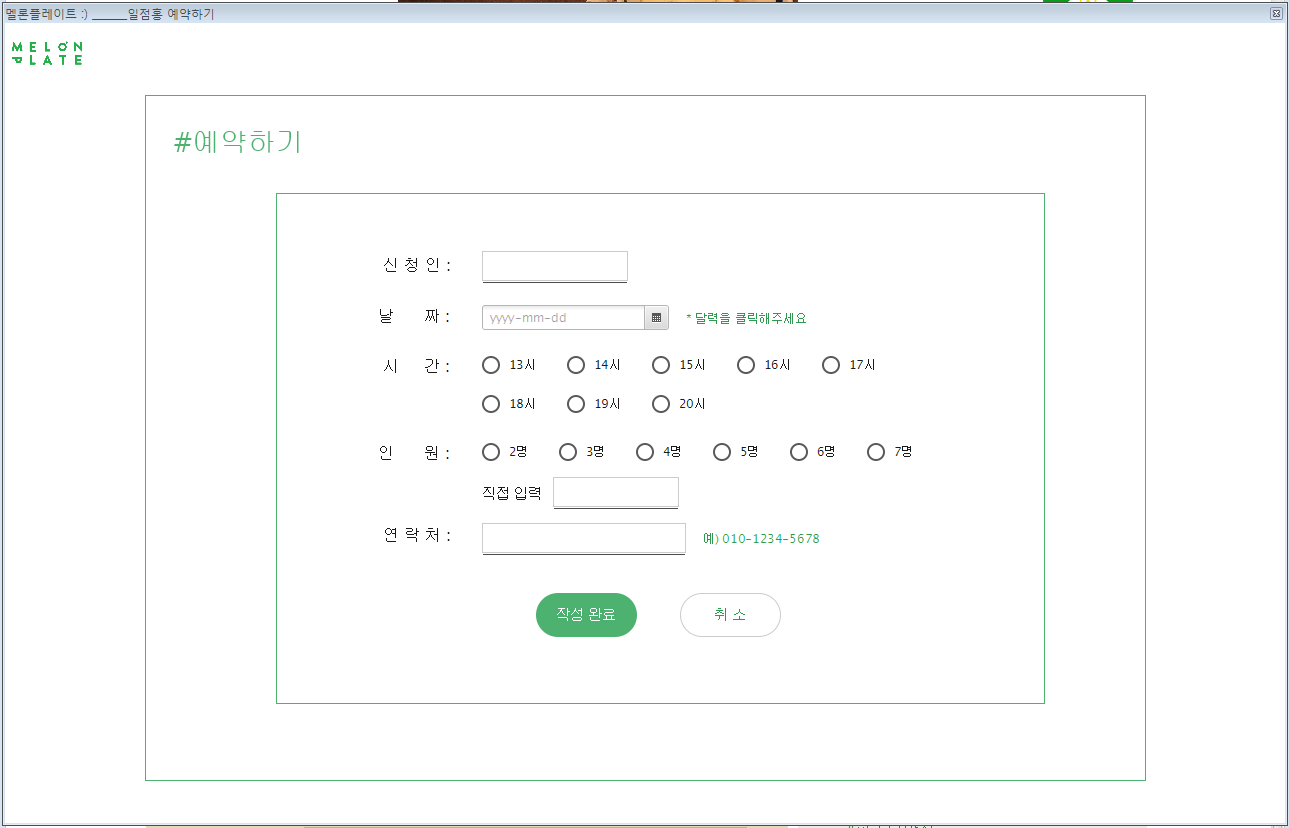 멜론플레이트 :) _____일점홍 예약하기
MELON
PLATE
#예약하기
신 청 인 :
날 짜 : yyyy-mm-dd * 달력을 클릭해주세요
시 간 : 13시 14시 15시 16시 17시
18시 19시 20시
인 원 : 2명 3명 4명 5명 6명 7명
직접 입력
연 락 처 : 예) 010-1234-5678
작성 완료 취 소